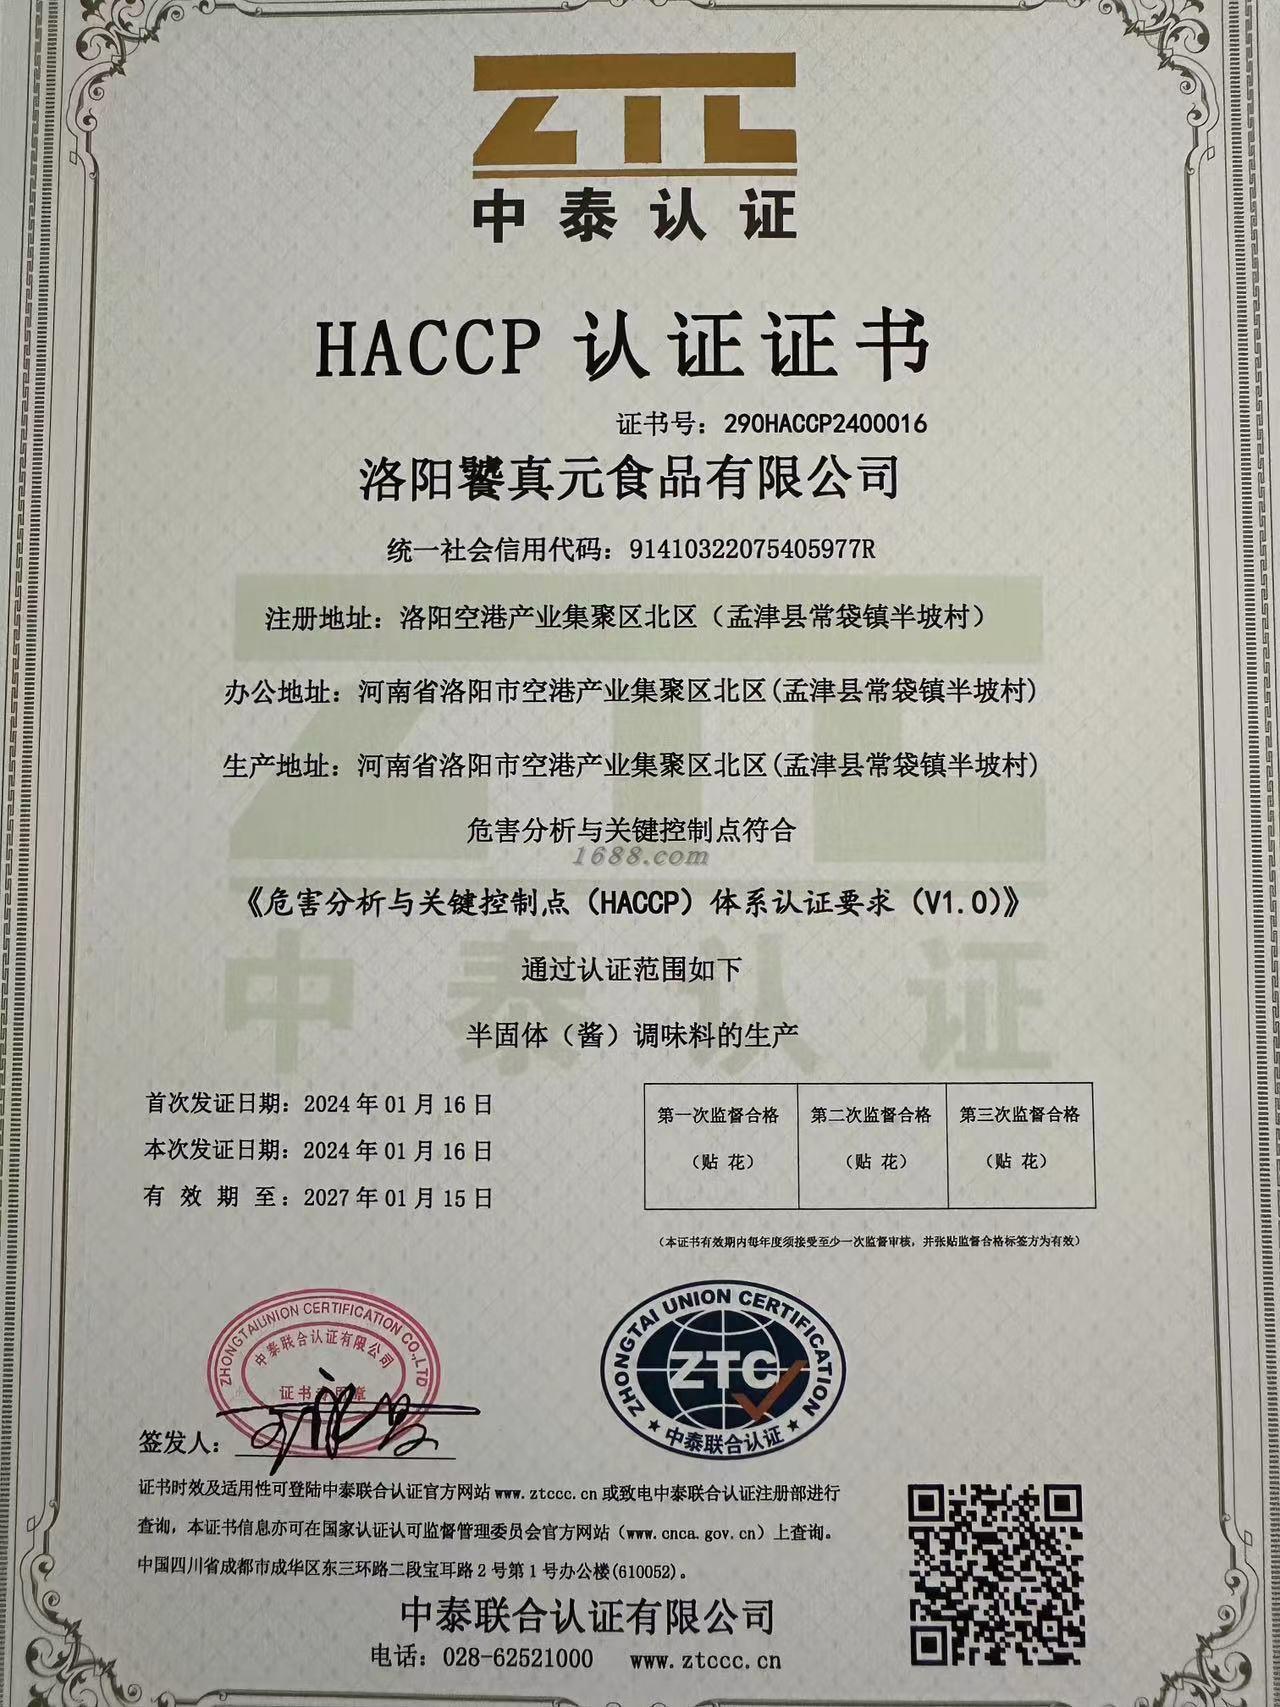 ZTC
中泰认证
HACCP 认证证书
证书号：290HACCP2400016
洛阳饕真元食品有限公司
统一社会信用代码：91410322075405977R
注册地址：洛阳空港产业集聚区北区（孟津县常袋镇半坡村）
办公地址：河南省洛阳市空港产业集聚区北区(孟津县常袋镇半坡村)
生产地址：河南省洛阳市空港产业集聚区北区(孟津县常袋镇半坡村)
危害分析与关键控制点符合
1688.com
《危害分析与关键控制点（HACCP）体系认证要求（V1.0)》
通过认证范围如下
中泰认证
半固体（酱）调味料的生产
首次发证日期：2024 年 01 月 16 日
本次发证日期：2024 年 01 月 16 日
有 效 期 至：2027 年 01 月 15 日
第一次监督合格 第二次监督合格 第三次监督合格
（贴 花） （贴 花） （贴 花）
（本证书有效期内每年度须接受至少一次监督审核，并张贴监督合格标签方为有效）
ZHONGTAIUNION CERTIFICATION CO.,LTD
中泰联合认证有限公司
证书专用章
ZHONGTAI UNION CERTIFICATION
ZTC
中泰联合认证
签发人：
证书时效及适用性可登陆中泰联合认证官方网站 www.ztccc.cn 或致电中泰联合认证注册部进行
查询，本证书信息亦可在国家认证认可监督管理委员会官方网站（www.cnca.gov.cn）上查询。
中国四川省成都市成华区东三环路二段宝耳路 2 号第 1 号办公楼(610052)。
中泰联合认证有限公司
电话：028-62521000 www.ztccc.cn